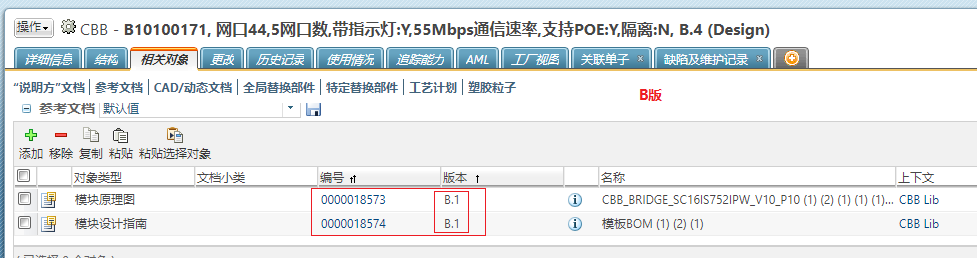 操作 CBB - B10100171, 网口44,5网口数,带指示灯:Y,55Mbps通信速率,支持POE:Y,隔离:N, B.4 (Design)
详细信息 结构 相关对象 更改 历史记录 使用情况 追踪能力 AML 工厂视图 关联单子 × 缺陷及维护记录 ×
“说明方”文档 | 参考文档 | CAD/动态文档 | 全局替换部件 | 特定替换部件 | 工艺计划 | 塑胶粒子
B版
参考文档 默认值
添加 移除 复制 粘贴 粘贴选择对象
对象类型 文档小类 编号 版本 名称 上下文
模块原理图 0000018573 B.1 CBB_BRIDGE_SC16IS752IPW_V10_P10 (1) (2) (1) (1) (1)... CBB Lib
模块设计指南 0000018574 B.1 模板BOM (1) (2) (1) CBB Lib